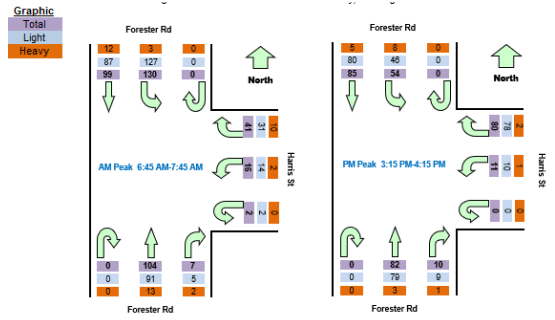 Graphic
Total
Light
Heavy
Forester Rd
12 3 0
87 127 0
99 130 0
North
41 31 10
AM Peak 6:45 AM-7:45 AM
16 14 2
Harris St
2 2 0
0 104 7
0 91 5
0 13 2
Forester Rd
Forester Rd
5 8 0
80 46 0
85 54 0
North
80 78 2
PM Peak 3:15 PM-4:15 PM
11 10 1
Harris St
0 0 0
0 82 10
0 79 9
0 3 1
Forester Rd